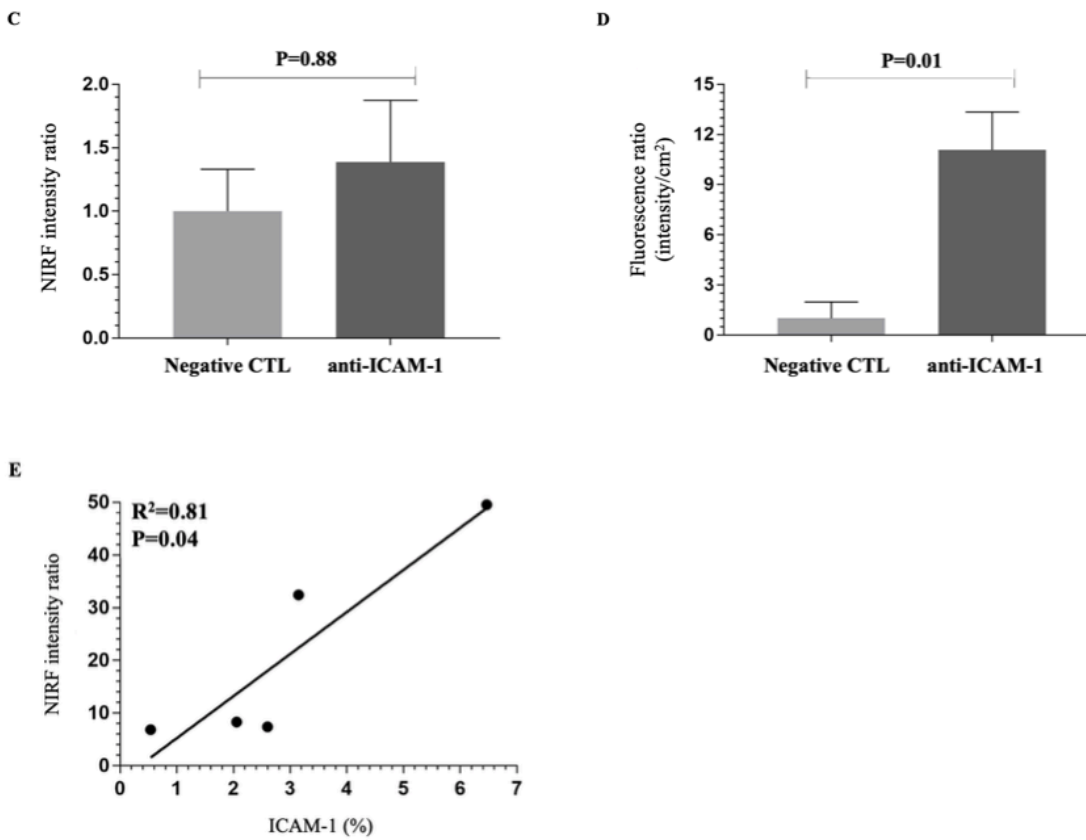 C
P=0.88
NIRF intensity ratio
2.0
1.5
1.0
0.5
0.0
Negative CTL
anti-ICAM-1
D
P=0.01
Fluorescence ratio
(intensity/cm²)
15
12
9
6
3
0
Negative CTL
anti-ICAM-1
E
R²=0.81
P=0.04
NIRF intensity ratio
50
40
30
20
10
0
0 1 2 3 4 5 6 7
ICAM-1 (%)